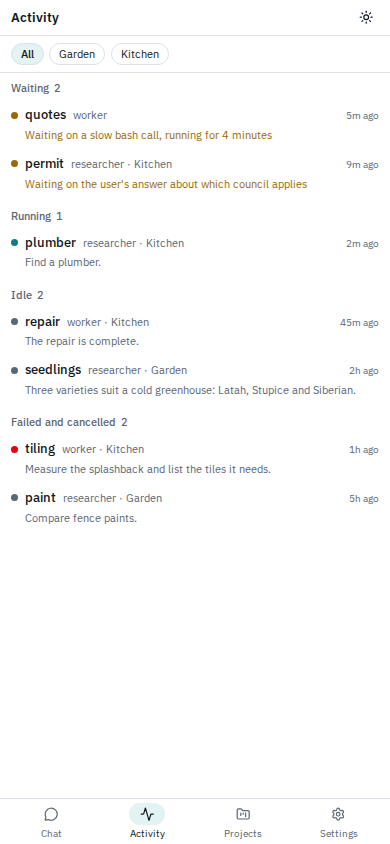 Activity
All Garden Kitchen
Waiting 2
quotes worker 5m ago
Waiting on a slow bash call, running for 4 minutes
permit researcher · Kitchen 9m ago
Waiting on the user's answer about which council applies
Running 1
plumber researcher · Kitchen 2m ago
Find a plumber.
Idle 2
repair worker · Kitchen 45m ago
The repair is complete.
seedlings researcher · Garden 2h ago
Three varieties suit a cold greenhouse: Latah, Stupice and Siberian.
Failed and cancelled 2
tiling worker · Kitchen 1h ago
Measure the splashback and list the tiles it needs.
paint researcher · Garden 5h ago
Compare fence paints.
Chat Activity Projects Settings